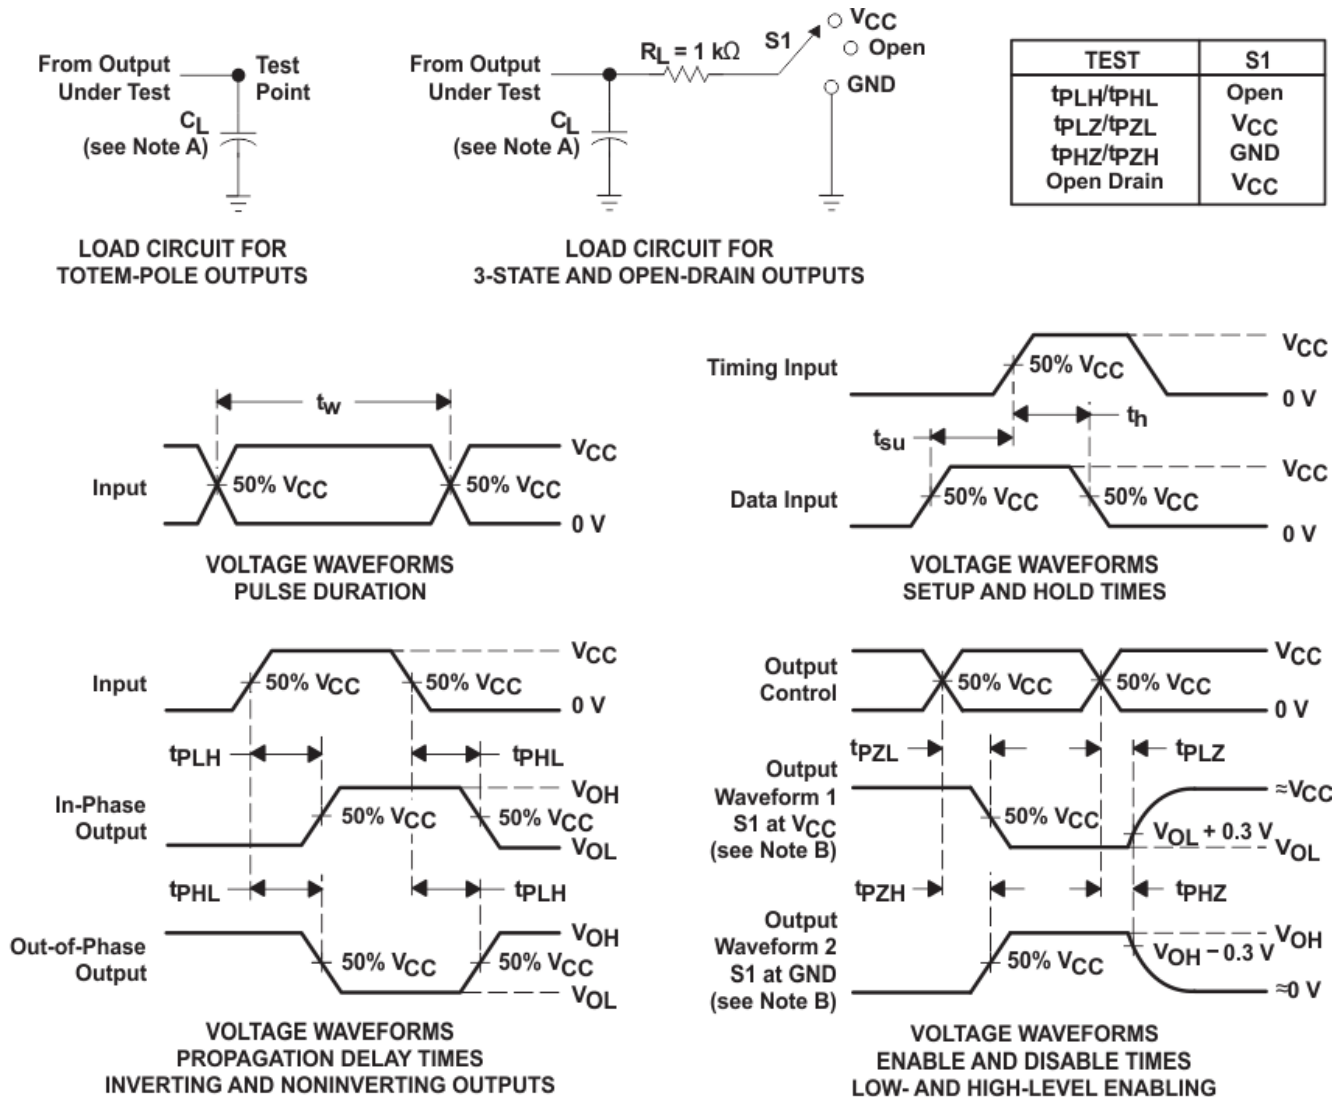 From Output
Under Test
Test
Point
CL
(see Note A)
LOAD CIRCUIT FOR
TOTEM-POLE OUTPUTS
From Output
Under Test
RL = 1 kΩ
S1
VCC
Open
GND
CL
(see Note A)
LOAD CIRCUIT FOR
3-STATE AND OPEN-DRAIN OUTPUTS
TEST S1
tPLH/tPHL Open
tPLZ/tPZL VCC
tPHZ/tPZH GND
Open Drain VCC
tw
Input
50% VCC
50% VCC
VCC
0 V
VOLTAGE WAVEFORMS
PULSE DURATION
Timing Input
50% VCC
VCC
0 V
tsu
th
Data Input
50% VCC
50% VCC
VCC
0 V
VOLTAGE WAVEFORMS
SETUP AND HOLD TIMES
Input
50% VCC
50% VCC
VCC
0 V
tPLH
tPHL
In-Phase
Output
50% VCC
50% VCC
VOH
VOL
tPHL
tPLH
Out-of-Phase
Output
50% VCC
50% VCC
VOH
VOL
VOLTAGE WAVEFORMS
PROPAGATION DELAY TIMES
INVERTING AND NONINVERTING OUTPUTS
Output
Control
50% VCC
50% VCC
VCC
0 V
tPZL
tPLZ
Output
Waveform 1
S1 at VCC
(see Note B)
50% VCC
VOL + 0.3 V
≈VCC
VOL
tPZH
tPHZ
Output
Waveform 2
S1 at GND
(see Note B)
50% VCC
VOH − 0.3 V
VOH
≈0 V
VOLTAGE WAVEFORMS
ENABLE AND DISABLE TIMES
LOW- AND HIGH-LEVEL ENABLING